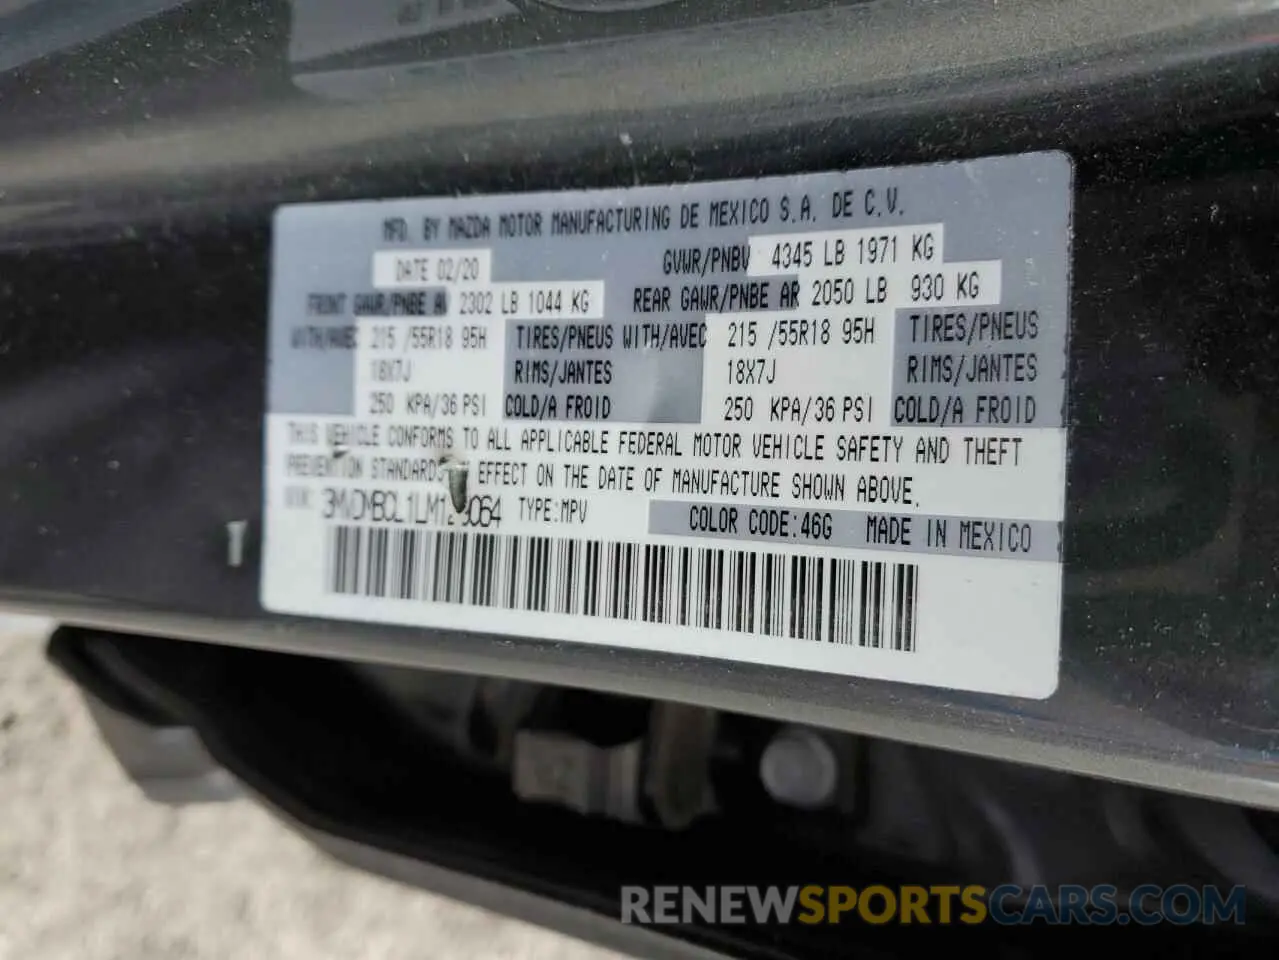 MFD. BY MAZDA MOTOR MANUFACTURING DE MEXICO S.A. DE C.V.
DATE 02/20 GVWR/PNBV 4345 LB 1971 KG
FRONT GAWR/PNBE AV 2302 LB 1044 KG REAR GAWR/PNBE AR 2050 LB 930 KG
WITH/AVEC 215 /55R18 95H TIRES/PNEUS WITH/AVEC 215 /55R18 95H TIRES/PNEUS
18X7J RIMS/JANTES 18X7J RIMS/JANTES
250 KPA/36 PSI COLD/A FROID 250 KPA/36 PSI COLD/A FROID
THIS VEHICLE CONFORMS TO ALL APPLICABLE FEDERAL MOTOR VEHICLE SAFETY AND THEFT
PREVENTION STANDARDS EFFECT ON THE DATE OF MANUFACTURE SHOWN ABOVE.
TYPE:MPV COLOR CODE:46G MADE IN MEXICO
RENEWSPORTSCARS.COM